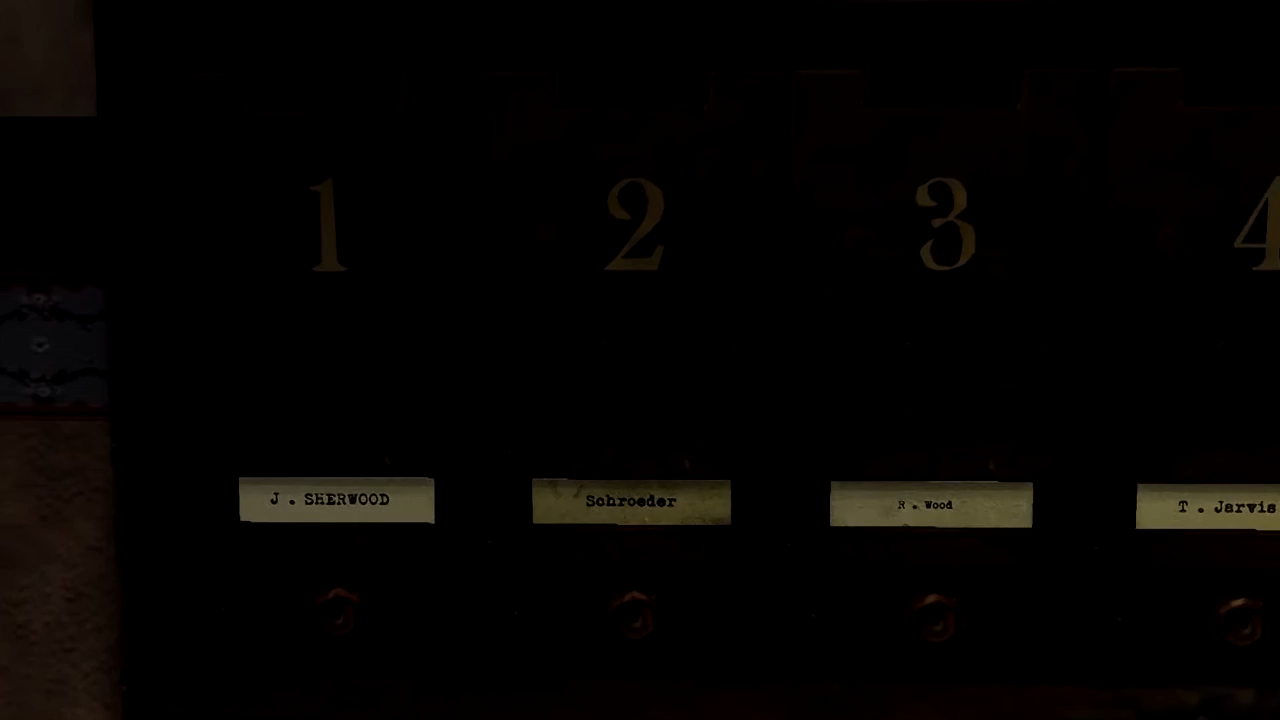 1 2 3 4
J . SHERWOOD
Schroeder
R . Wood
T . Jarvis